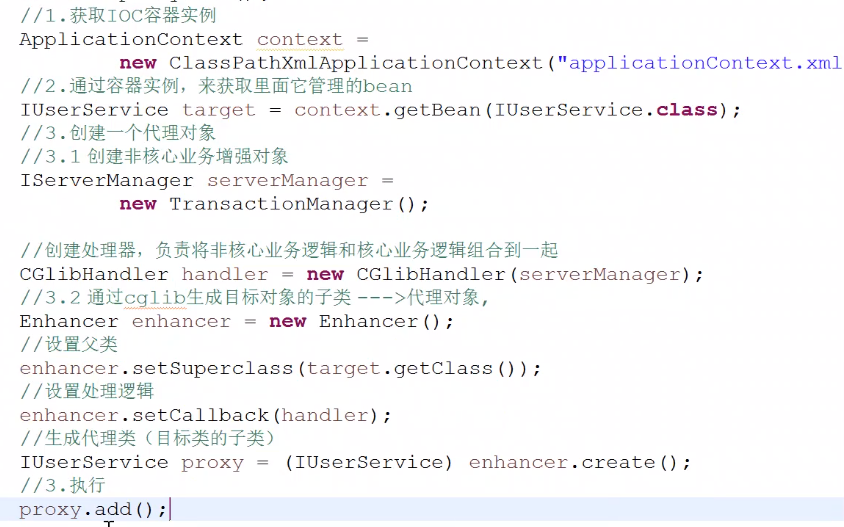 //1.获取IOC容器实例
ApplicationContext context =
new ClassPathXmlApplicationContext("applicationContext.xml
//2.通过容器实例，来获取里面它管理的bean
IUserService target = context.getBean(IUserService.class);
//3.创建一个代理对象
//3.1 创建非核心业务增强对象
IServerManager serverManager =
new TransactionManager();
//创建处理器，负责将非核心业务逻辑和核心业务逻辑组合到一起
CGlibHandler handler = new CGlibHandler(serverManager);
//3.2 通过cglib生成目标对象的子类 --->代理对象,
Enhancer enhancer = new Enhancer();
//设置父类
enhancer.setSuperclass(target.getClass());
//设置处理逻辑
enhancer.setCallback(handler);
//生成代理类（目标类的子类）
IUserService proxy = (IUserService) enhancer.create();
//3.执行
proxy.add();